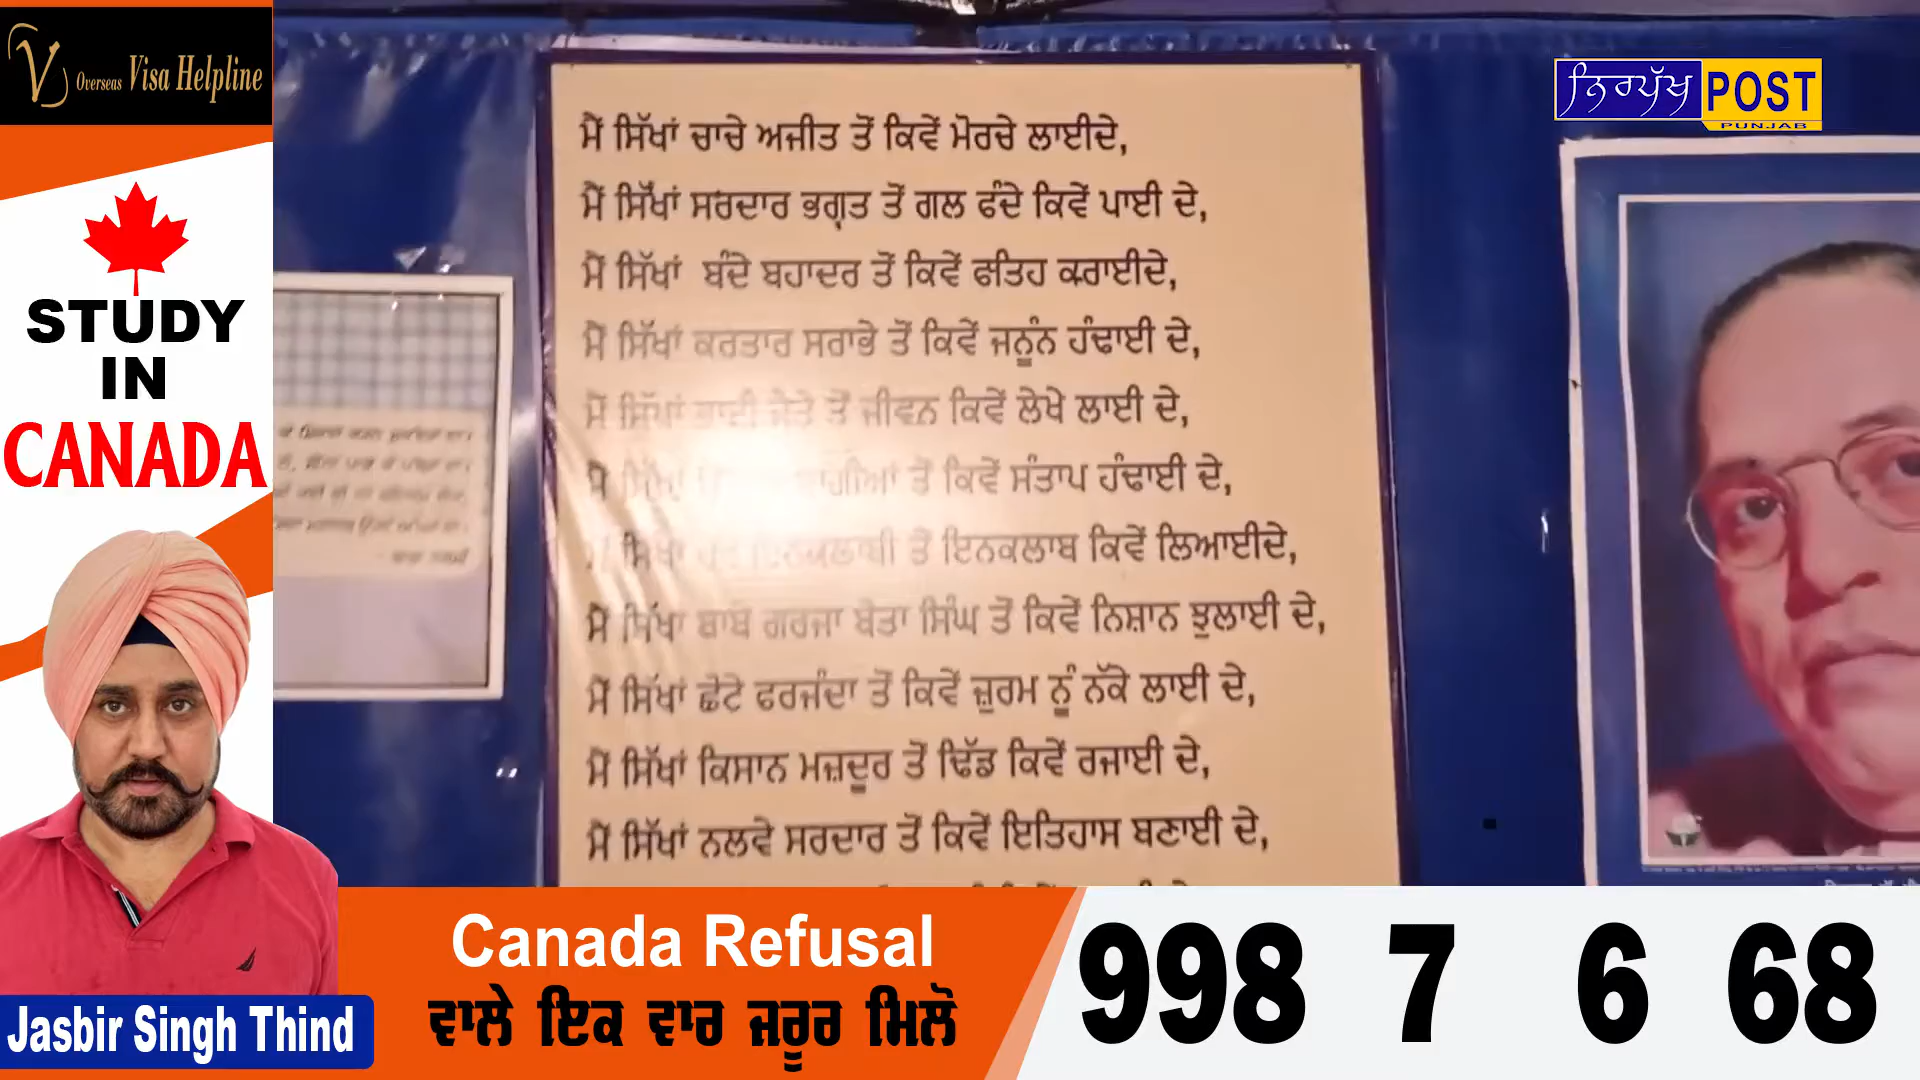 Overseas Visa Helpline
STUDY
IN
CANADA
Jasbir Singh Thind
ਨਿਰਪੱਖ POST
PUNJAB
ਮੈਂ ਸਿੱਖਾਂ ਚਾਚੇ ਅਜੀਤ ਤੋਂ ਕਿਵੇਂ ਮੋਰਚੇ ਲਾਈਦੇ,
ਮੈਂ ਸਿੱਖਾਂ ਸਰਦਾਰ ਭਗਤ ਤੋਂ ਗਲ ਫੰਦੇ ਕਿਵੇਂ ਪਾਈ ਦੇ,
ਮੈਂ ਸਿੱਖਾਂ ਬੰਦੇ ਬਹਾਦਰ ਤੋਂ ਕਿਵੇਂ ਫਤਿਹ ਕਰਾਈਦੇ,
ਮੈਂ ਸਿੱਖਾਂ ਕਰਤਾਰ ਸਰਾਭੇ ਤੋਂ ਕਿਵੇਂ ਜਨੂੰਨ ਹੰਢਾਈ ਦੇ,
ਮੈਂ ਸਿੱਖਾਂ ਭਾਈ ਜੈਤੇ ਤੋਂ ਜੀਵਨ ਕਿਵੇਂ ਲੇਖੇ ਲਾਈ ਦੇ,
ਮੈਂ ਸਿੱਖਾਂ ਤੋਂ ਕਿਵੇਂ ਸੰਤਾਪ ਹੰਢਾਈ ਦੇ,
ਸਿੱਖਾਂ ਇਨਕਲਾਬੀ ਤੋਂ ਇਨਕਲਾਬ ਕਿਵੇਂ ਲਿਆਈਦੇ,
ਮੈਂ ਸਿੱਖਾਂ ਬਾਬੇ ਗਰਜਾ ਬੋਤਾ ਸਿੰਘ ਤੋਂ ਕਿਵੇਂ ਨਿਸ਼ਾਨ ਝੁਲਾਈ ਦੇ,
ਮੈਂ ਸਿੱਖਾਂ ਛੋਟੇ ਫਰਜੰਦਾ ਤੋਂ ਕਿਵੇਂ ਜ਼ੁਰਮ ਨੂੰ ਨੱਕੇ ਲਾਈ ਦੇ,
ਮੈਂ ਸਿੱਖਾਂ ਕਿਸਾਨ ਮਜ਼ਦੂਰ ਤੋਂ ਢਿੱਡ ਕਿਵੇਂ ਰਜਾਈ ਦੇ,
ਮੈਂ ਸਿੱਖਾਂ ਨਲਵੇ ਸਰਦਾਰ ਤੋਂ ਕਿਵੇਂ ਇਤਿਹਾਸ ਬਣਾਈ ਦੇ,
Canada Refusal
ਵਾਲੇ ਇਕ ਵਾਰ ਜਰੂਰ ਮਿਲੋ
998 7 6 68